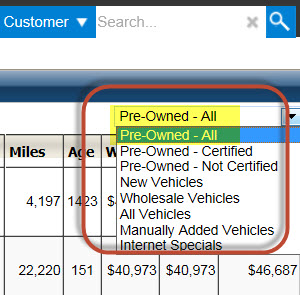 Customer Search...
Pre-Owned - All
Pre-Owned - All
Miles Age W Pre-Owned - Certified
Pre-Owned - Not Certified
New Vehicles
4,197 1423 $ Wholesale Vehicles
All Vehicles
Manually Added Vehicles
Internet Specials
22,220 151 $40,973 $40,973 $46,687